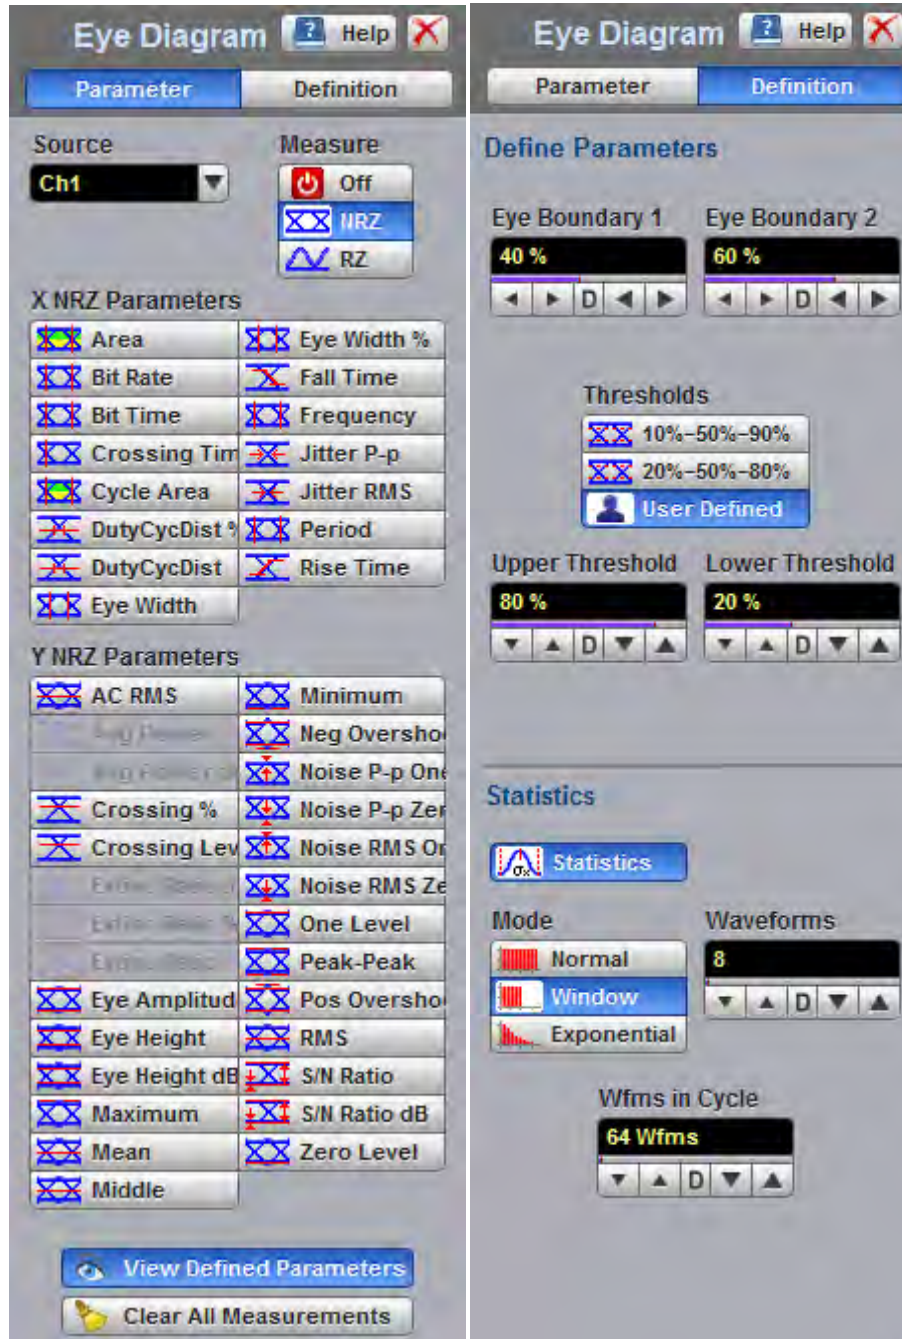 Eye Diagram
Help
Parameter
Definition
Source
Measure
Ch1
Off
NRZ
RZ
X NRZ Parameters
Area
Eye Width %
Bit Rate
Fall Time
Bit Time
Frequency
Crossing Tim
Jitter P-p
Cycle Area
Jitter RMS
DutyCycDist %
Period
DutyCycDist
Rise Time
Eye Width
Y NRZ Parameters
AC RMS
Minimum
Avg Power
Neg Oversho
Noise P-p One
Crossing %
Noise P-p Zer
Crossing Lev
Noise RMS On
Noise RMS Ze
One Level
Peak-Peak
Eye Amplitud
Pos Oversho
Eye Height
RMS
Eye Height dB
S/N Ratio
Maximum
S/N Ratio dB
Mean
Zero Level
Middle
View Defined Parameters
Clear All Measurements
Eye Diagram
Help
Parameter
Definition
Define Parameters
Eye Boundary 1
Eye Boundary 2
40 %
60 %
D
D
Thresholds
10%-50%-90%
20%-50%-80%
User Defined
Upper Threshold
Lower Threshold
80 %
20 %
D
D
Statistics
σx
Statistics
Mode
Waveforms
Normal
8
Window
D
Exponential
Wfms in Cycle
64 Wfms
D